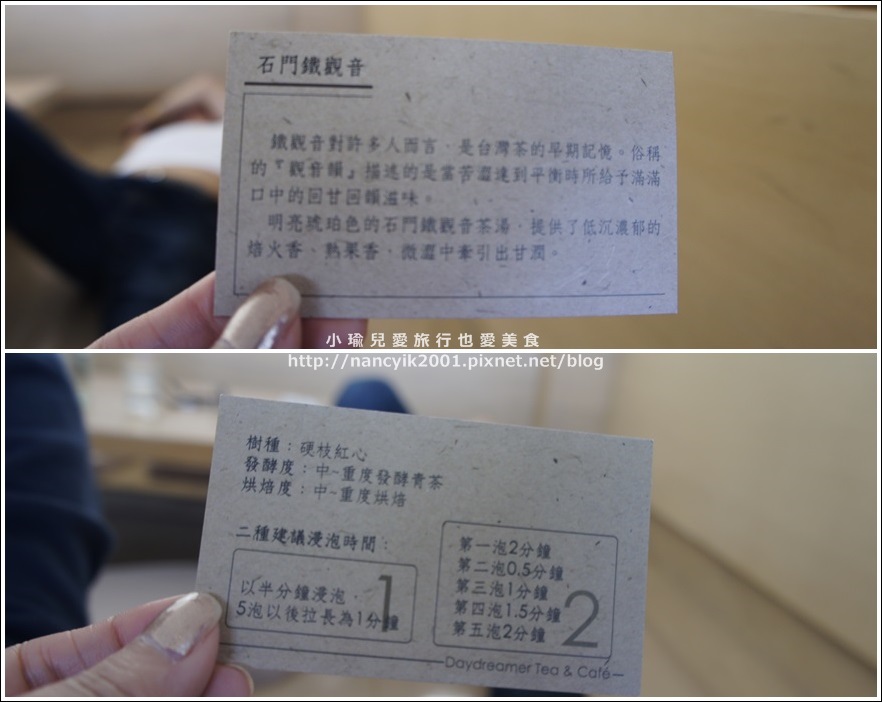 石門鐵觀音
鐵觀音對許多人而言，是台灣茶的早期記憶。俗稱
的『觀音韻』描述的是當苦澀達到平衡時所給予滿滿
口中的回甘回韻滋味。
明亮琥珀色的石門鐵觀音茶湯，提供了低沉濃郁的
焙火香、熟果香，微澀中牽引出甘潤。
小瑜兒愛旅行也愛美食
http://nancyik2001.pixnet.net/blog
樹種：硬枝紅心
發酵度：中~重度發酵青茶
烘焙度：中~重度烘焙
二種建議浸泡時間：
以半分鐘浸泡，
5泡以後拉長為1分鐘
1
第一泡2分鐘
第二泡0.5分鐘
第三泡1分鐘
第四泡1.5分鐘
第五泡2分鐘
2
Daydreamer Tea & Café